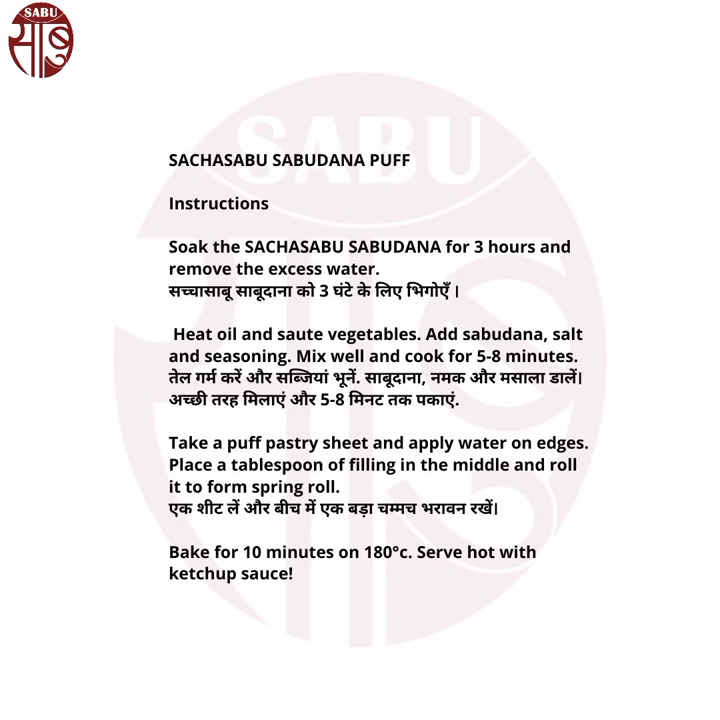 SABU
साबू
SACHASABU SABUDANA PUFF
Instructions
Soak the SACHASABU SABUDANA for 3 hours and
remove the excess water.
सच्चासाबू साबूदाना को 3 घंटे के लिए भिगोएँ ।
Heat oil and saute vegetables. Add sabudana, salt
and seasoning. Mix well and cook for 5-8 minutes.
तेल गर्म करें और सब्जियां भूनें. साबूदाना, नमक और मसाला डालें।
अच्छी तरह मिलाएं और 5-8 मिनट तक पकाएं.
Take a puff pastry sheet and apply water on edges.
Place a tablespoon of filling in the middle and roll
it to form spring roll.
एक शीट लें और बीच में एक बड़ा चम्मच भरावन रखें।
Bake for 10 minutes on 180°c. Serve hot with
ketchup sauce!
SABU
साबू